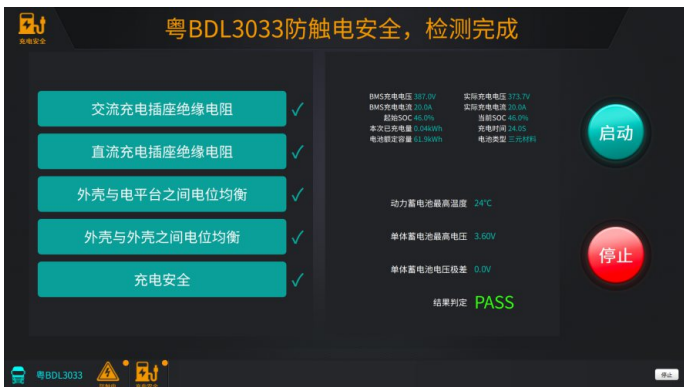 粤BDL3033防触电安全，检测完成
充电安全
交流充电插座绝缘电阻
直流充电插座绝缘电阻
外壳与电平台之间电位均衡
外壳与外壳之间电位均衡
充电安全
BMS充电电压 387.0V 实际充电电压 373.7V
BMS充电电流 20.0A 实际充电电流 20.0A
起始SOC 46.0% 当前SOC 46.0%
本次已充电量 0.04kWh 充电时间 24.0S
电池额定容量 61.9kWh 电池类型 三元材料
动力蓄电池最高温度 24°C
单体蓄电池最高电压 3.60V
单体蓄电池电压极差 0.0V
结果判定 PASS
启动
停止
粤BDL3033
停止